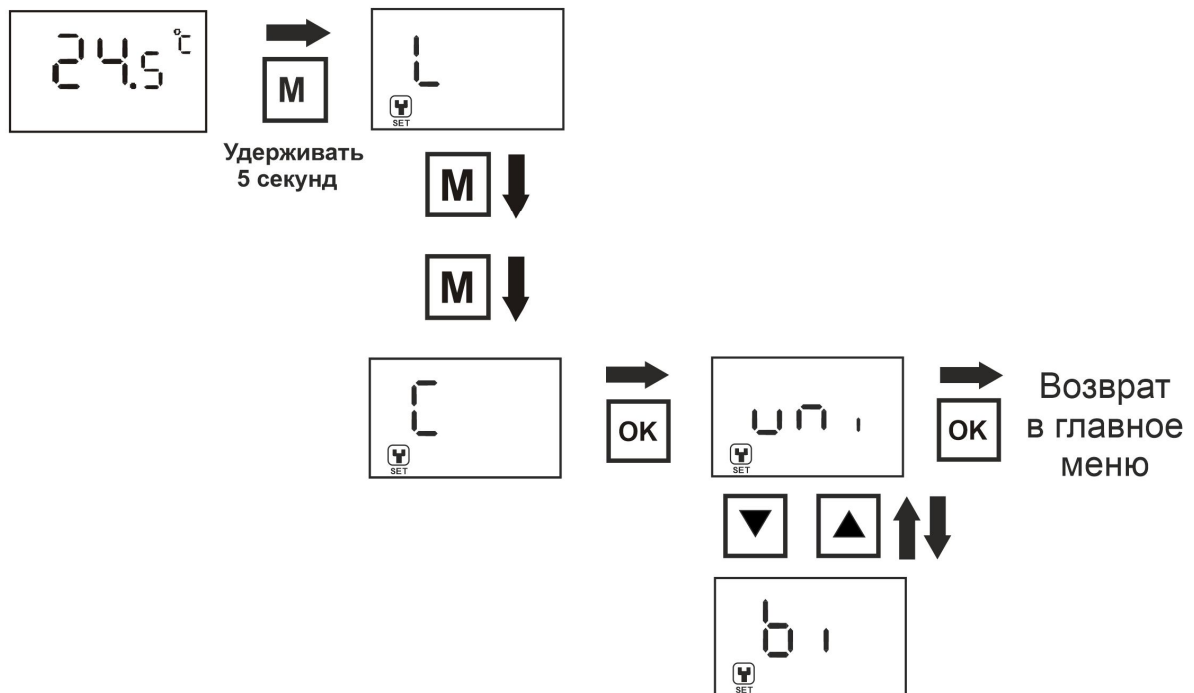 24.5 °C
M
Удерживать
5 секунд
L
SET
M
M
C
SET
OK
uni
SET
OK
Возврат
в главное
меню
▼ ▲
bi
SET